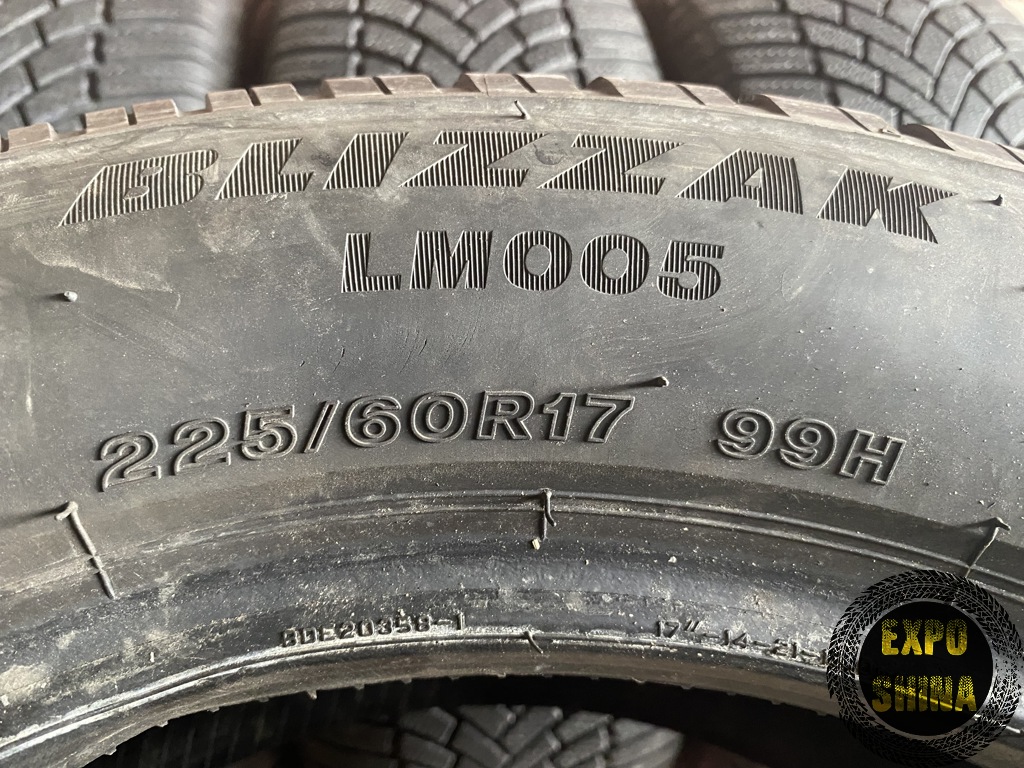 BLIZZAK
LM005
225/60R17 99H
EXPO
SHINA